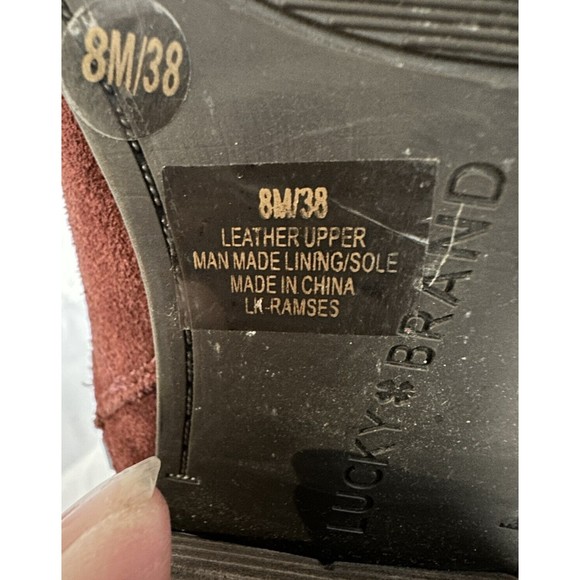 8M/38
8M/38
LEATHER UPPER
MAN MADE LINING/SOLE
MADE IN CHINA
LK-RAMSES
LUCKY BRAND